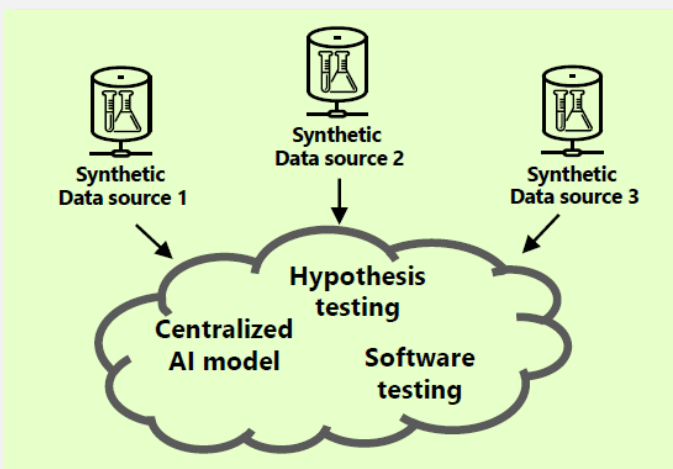 Synthetic
Data source 1
Synthetic
Data source 2
Synthetic
Data source 3
Hypothesis
testing
Centralized
AI model
Software
testing